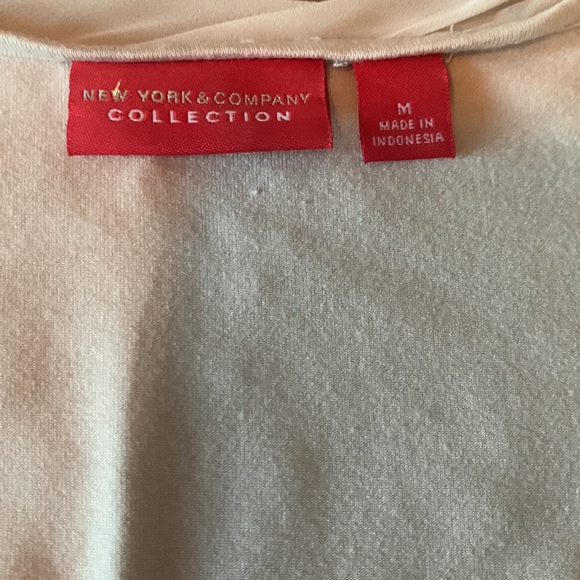 NEW YORK & COMPANY
COLLECTION
M
MADE IN
INDONESIA